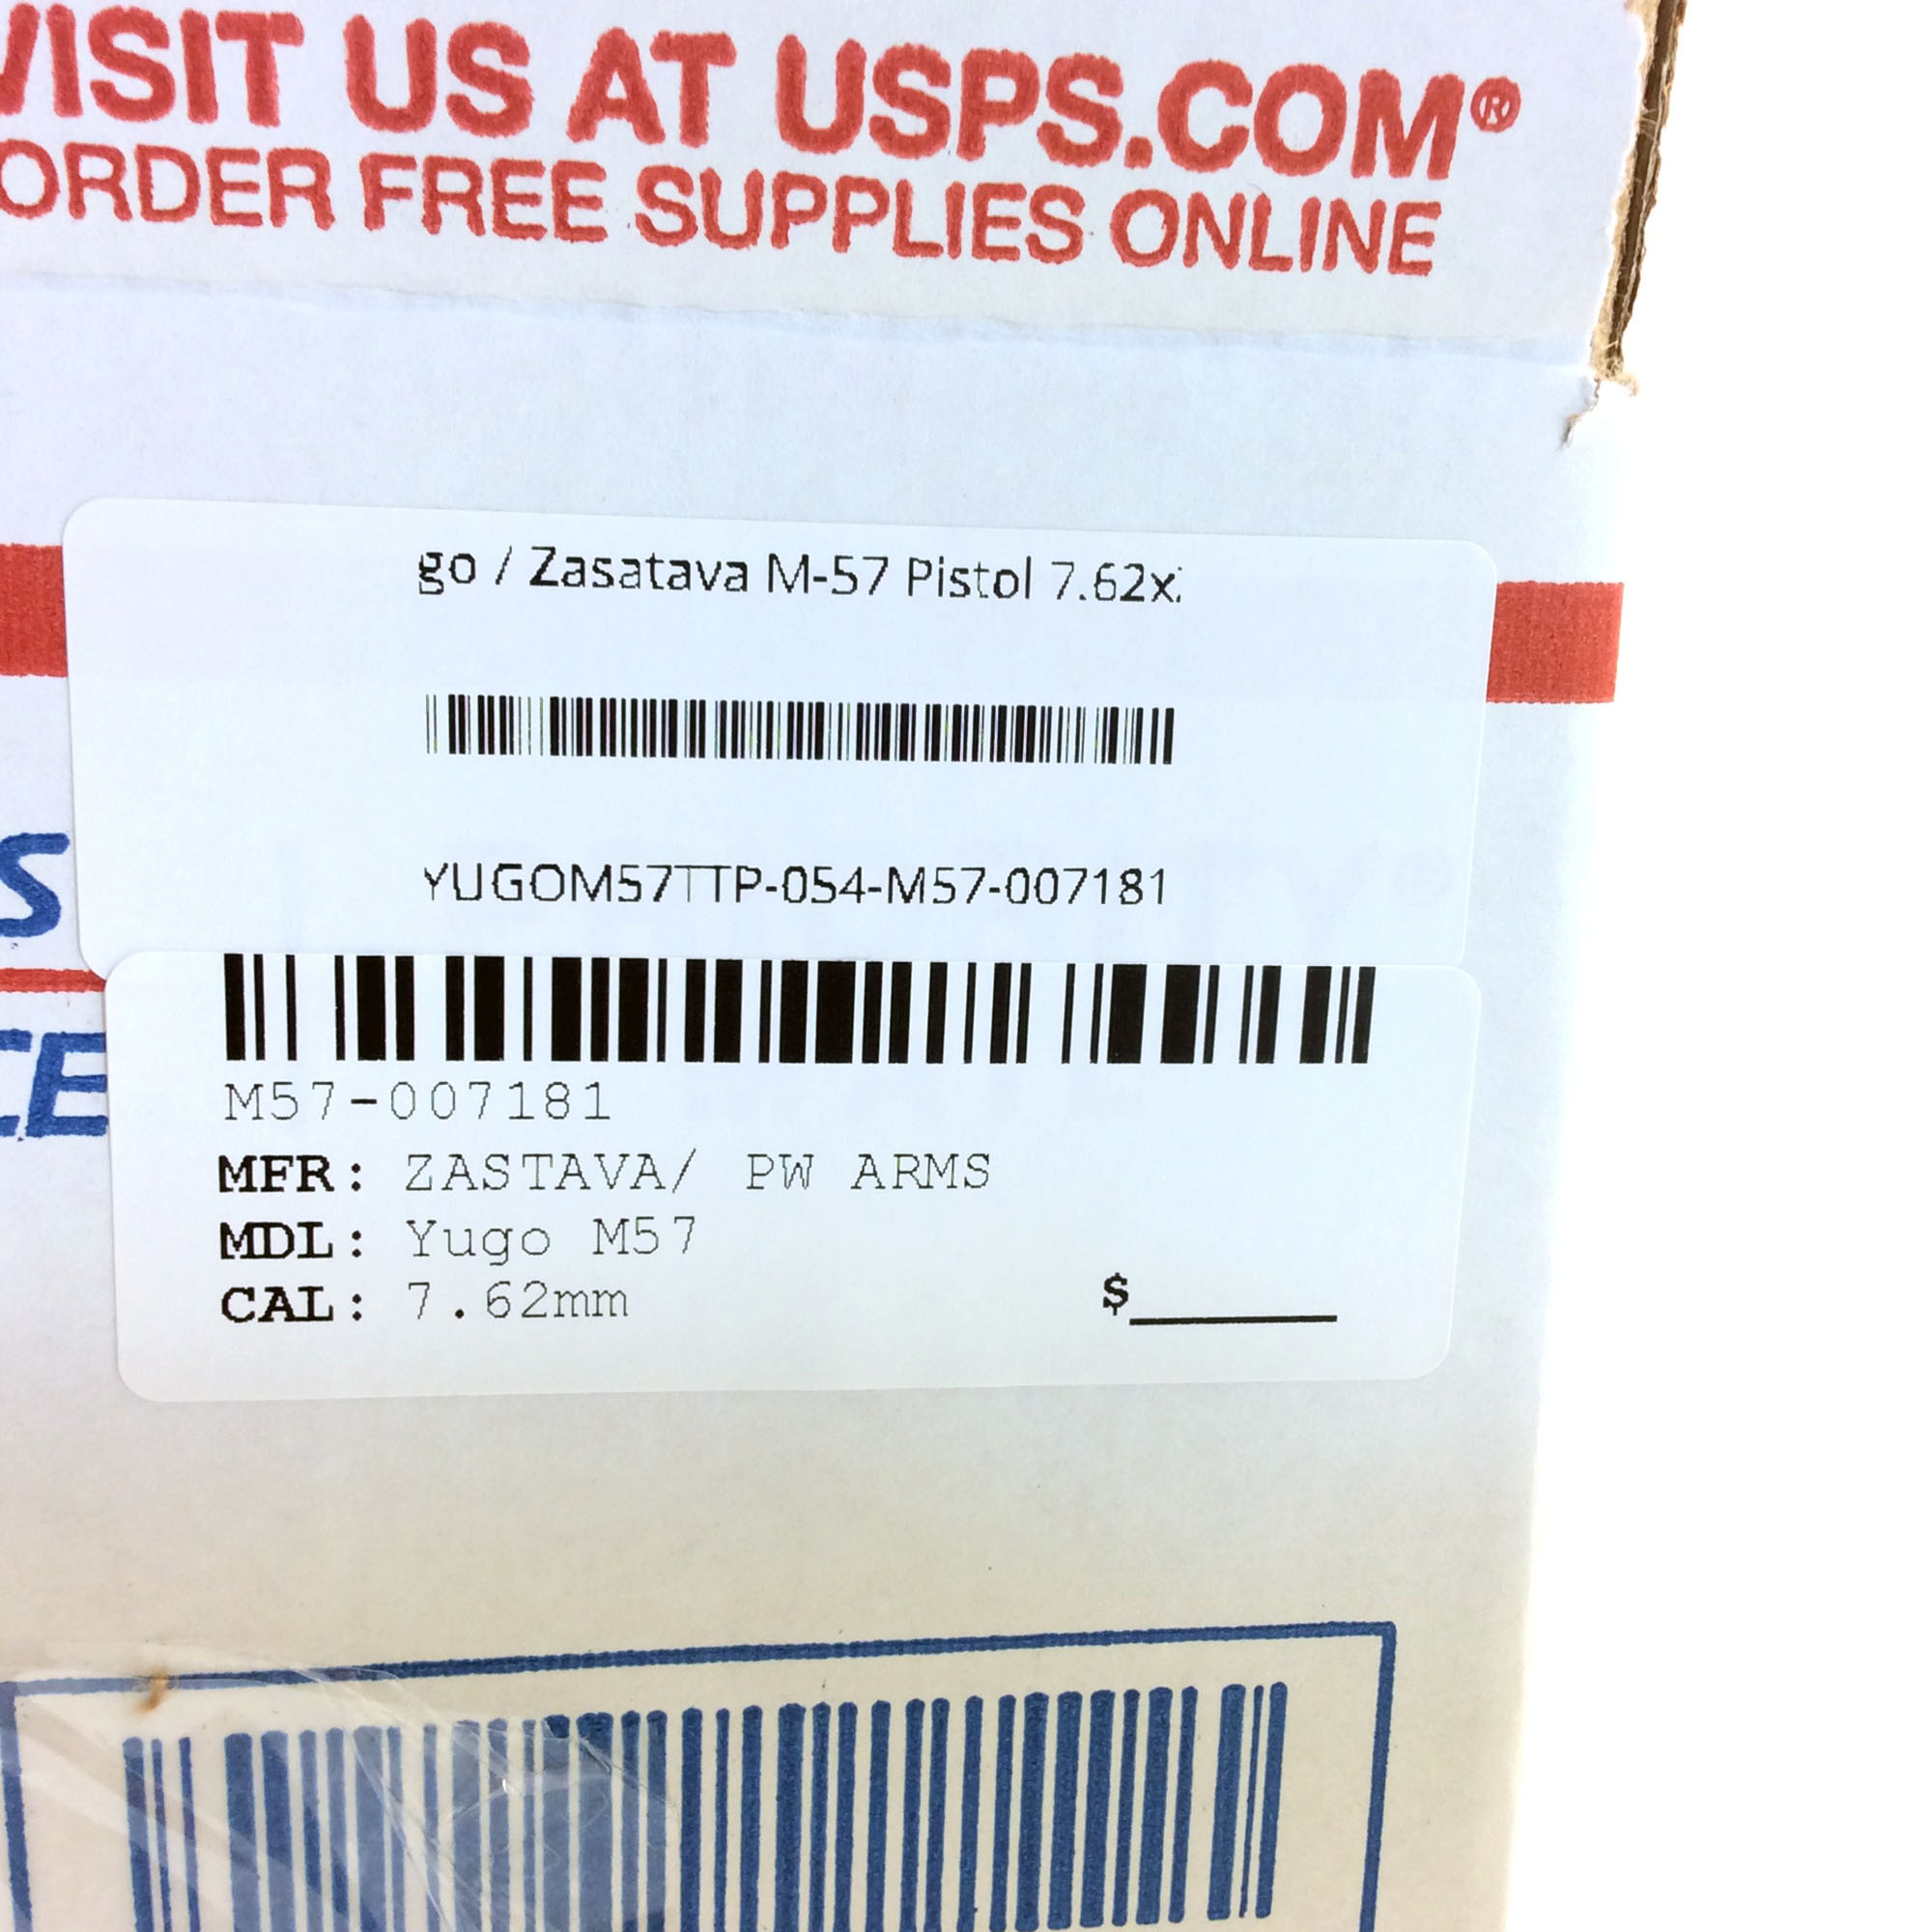 VISIT US AT USPS.COM®
ORDER FREE SUPPLIES ONLINE
go / Zasatava M-57 Pistol 7.62x
YUGOM57TTP-054-M57-007181
S
CE
M57-007181
MFR: ZASTAVA/ PW ARMS
MDL: Yugo M57
CAL: 7.62mm
$